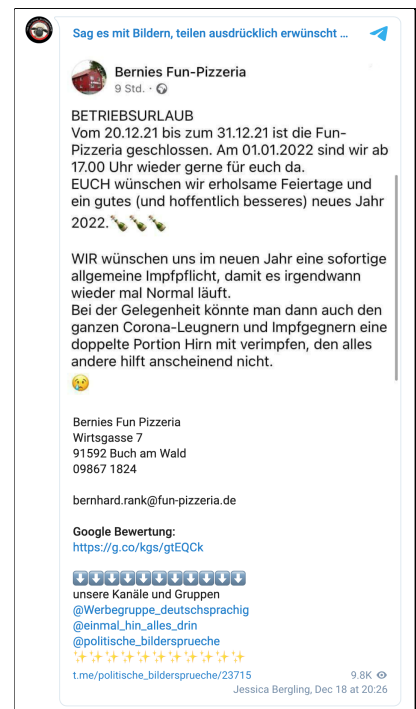 Sag es mit Bildern, teilen ausdrücklich erwünscht ...
Bernies Fun-Pizzeria
9 Std. ·
BETRIEBSURLAUB
Vom 20.12.21 bis zum 31.12.21 ist die Fun-
Pizzeria geschlossen. Am 01.01.2022 sind wir ab
17.00 Uhr wieder gerne für euch da.
EUCH wünschen wir erholsame Feiertage und
ein gutes (und hoffentlich besseres) neues Jahr
2022.🍾🍾🍾
WIR wünschen uns im neuen Jahr eine sofortige
allgemeine Impfpflicht, damit es irgendwann
wieder mal Normal läuft.
Bei der Gelegenheit könnte man dann auch den
ganzen Corona-Leugnern und Impfgegnern eine
doppelte Portion Hirn mit verimpfen, den alles
andere hilft anscheinend nicht.
😢
Bernies Fun Pizzeria
Wirtsgasse 7
91592 Buch am Wald
09867 1824
bernhard.rank@fun-pizzeria.de
Google Bewertung:
https://g.co/kgs/gtEQCk
⬇️⬇️⬇️⬇️⬇️⬇️⬇️⬇️⬇️⬇️⬇️
unsere Kanäle und Gruppen
@Werbegruppe_deutschsprachig
@einmal_hin_alles_drin
@politische_bildersprueche
✨✨✨✨✨✨✨✨✨✨✨
t.me/politische_bildersprueche/23715
9.8K
Jessica Bergling, Dec 18 at 20:26